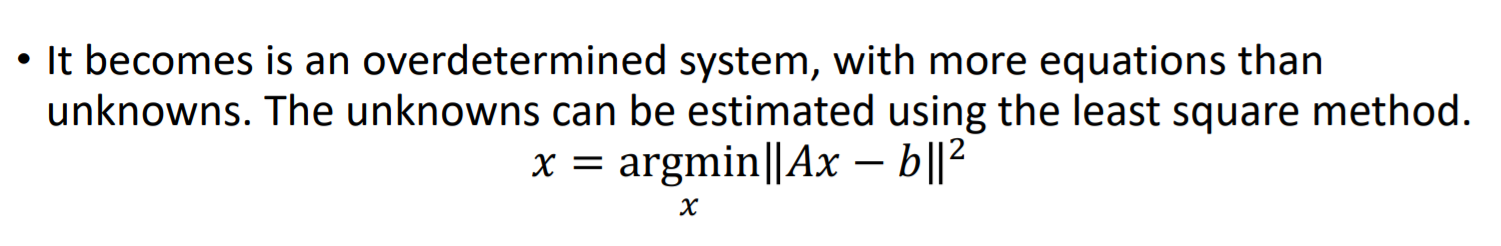 • It becomes is an overdetermined system, with more equations than
unknowns. The unknowns can be estimated using the least square method.
x = argmin‖Ax − b‖²
x